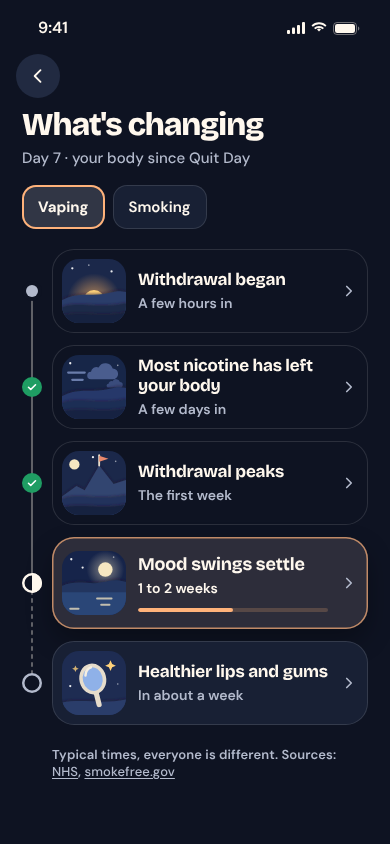 9:41
What's changing
Day 7 · your body since Quit Day
Vaping
Smoking
Withdrawal began
A few hours in
Most nicotine has left
your body
A few days in
Withdrawal peaks
The first week
Mood swings settle
1 to 2 weeks
Healthier lips and gums
In about a week
Typical times, everyone is different. Sources:
NHS, smokefree.gov